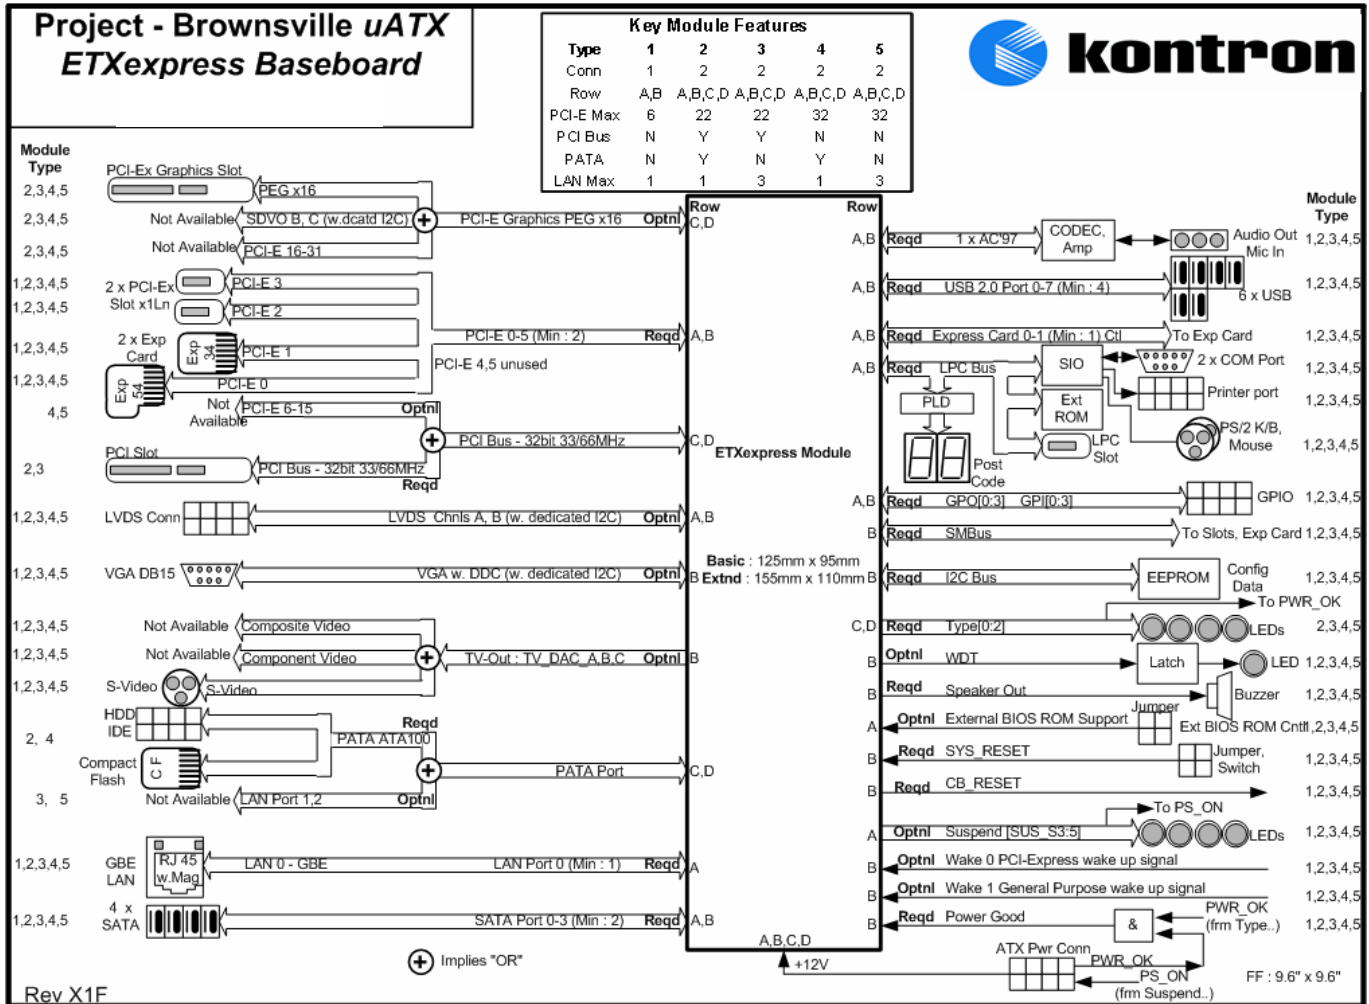 Project - Brownsville uATX
ETXexpress Baseboard
Key Module Features
Type 1 2 3 4 5
Conn 1 2 2 2 2
Row A,B A,B,C,D A,B,C,D A,B,C,D A,B,C,D
PCI-E Max 6 22 22 32 32
PCI Bus N Y Y N N
PATA N Y N Y N
LAN Max 1 1 3 1 3
kontron
Module
Type
PCI-Ex Graphics Slot
2,3,4,5
PEG x16
2,3,4,5
Not Available
SDVO B, C (w.dcatd I2C)
PCI-E Graphics PEG x16 Optnl
Row
C,D
2,3,4,5
Not Available
PCI-E 16-31
1,2,3,4,5
2 x PCI-Ex
Slot x1Ln
PCI-E 3
1,2,3,4,5
PCI-E 2
PCI-E 0-5 (Min : 2) Reqd
A,B
1,2,3,4,5
2 x Exp
Card
Exp
34
PCI-E 1
PCI-E 4,5 unused
1,2,3,4,5
Exp
54
PCI-E 0
4,5
Not
Available
PCI-E 6-15
Optnl
PCI Bus - 32bit 33/66MHz
C,D
PCI Slot
2,3
PCI Bus - 32bit 33/66MHz
Reqd
1,2,3,4,5
LVDS Conn
LVDS Chnls A, B (w. dedicated I2C) Optnl
A,B
1,2,3,4,5
VGA DB15
VGA w. DDC (w. dedicated I2C) Optnl
B
1,2,3,4,5
Not Available
Composite Video
1,2,3,4,5
Not Available
Component Video
TV-Out : TV_DAC_A,B,C Optnl
B
1,2,3,4,5
S-Video
S-Video
HDD
IDE
Reqd
2, 4
PATA ATA100
Compact
Flash
C F
PATA Port
C,D
3, 5
Not Available
LAN Port 1,2
Optnl
1,2,3,4,5
GBE
LAN
RJ 45
w.Mag
LAN 0 - GBE
LAN Port 0 (Min : 1) Reqd
A
1,2,3,4,5
4 x
SATA
SATA Port 0-3 (Min : 2) Reqd
A,B
Implies "OR"
Rev X1F
ETXexpress Module
Basic : 125mm x 95mm
Extnd : 155mm x 110mm
A,B,C,D
+12V
Row
Module
Type
A,B
Reqd 1 x AC'97
CODEC,
Amp
Audio Out
Mic In
1,2,3,4,5
A,B
Reqd USB 2.0 Port 0-7 (Min : 4)
6 x USB
1,2,3,4,5
A,B
Reqd Express Card 0-1 (Min : 1) Ctl
To Exp Card
1,2,3,4,5
A,B
Reqd LPC Bus
SIO
2 x COM Port
1,2,3,4,5
PLD
Ext
ROM
Printer port
1,2,3,4,5
Post
Code
LPC
Slot
PS/2 K/B,
Mouse
1,2,3,4,5
A,B
Reqd GPO[0:3] GPI[0:3]
GPIO
1,2,3,4,5
B
Reqd SMBus
To Slots, Exp Card
1,2,3,4,5
B
Reqd I2C Bus
EEPROM
Config
Data
1,2,3,4,5
To PWR_OK
C,D
Reqd Type[0:2]
LEDs
2,3,4,5
B
Optnl WDT
Latch
LED
1,2,3,4,5
B
Reqd Speaker Out
Buzzer
1,2,3,4,5
Jumper
A
Optnl External BIOS ROM Support
Ext BIOS ROM Cntl
1,2,3,4,5
B
Reqd SYS_RESET
Jumper,
Switch
1,2,3,4,5
B
Reqd CB_RESET
1,2,3,4,5
To PS_ON
A
Optnl Suspend [SUS_S3:5]
LEDs
1,2,3,4,5
B
Optnl Wake 0 PCI-Express wake up signal
1,2,3,4,5
B
Optnl Wake 1 General Purpose wake up signal
1,2,3,4,5
B
Reqd Power Good
&
PWR_OK
(frm Type..)
1,2,3,4,5
ATX Pwr Conn
PWR_OK
PS_ON
(frm Suspend..)
FF : 9.6" x 9.6"